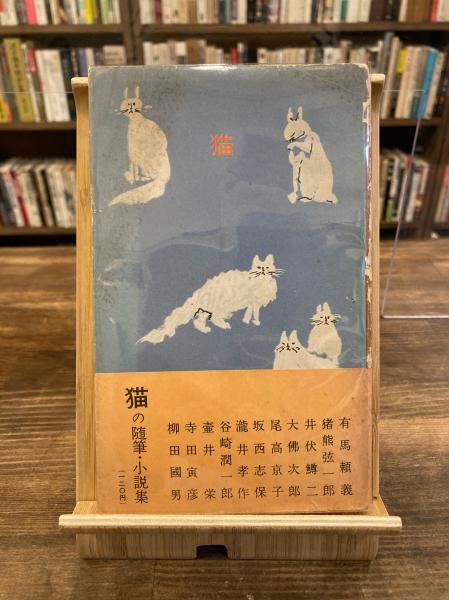 猫
有馬頼義
猪熊弦一郎
井伏鱒二
大佛次郎
尾高京子
坂西志保
瀧井孝作
谷崎潤一郎
壷井栄
寺田寅彦
柳田國男
猫の随筆・小説集
(一二〇円)